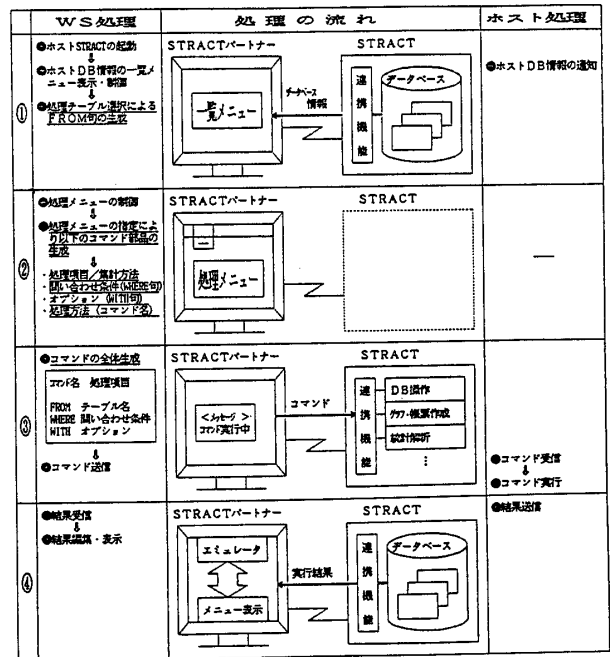 WS処理
処理の流れ
ホスト処理
①
●ホストSTRACTの起動
⇓
●ホストDB情報の一覧メ
ニュー表示・制御
⇓
●処理テーブル選択による
FROM句の生成
STRACTパートナー
一覧メニュー
データベース
情報
STRACT
連携機能
データベース
●ホストDB情報の通知
②
●処理メニューの制御
⇓
●処理メニューの指定によ
り以下のコマンド部品の
生成
⇓
・処理項目/集計方法
・問い合わせ条件(WHERE句)
・オプション(WITH句)
・処理方法(コマンド名)
STRACTパートナー
処理メニュー
STRACT
―
③
●コマンドの全体生成
コマンド名 処理項目
FROM テーブル名
WHERE 問い合わせ条件
WITH オプション
⇓
●コマンド送信
STRACTパートナー
<メッセージ>
コマンド実行中
コマンド
STRACT
連携機能
DB操作
グラフ・帳票作成
統計解析
⋮
●コマンド受信
⇓
●コマンド実行
④
●結果受信
⇓
●結果編集・表示
STRACTパートナー
エミュレータ
メニュー表示
実行結果
STRACT
連携機能
データベース
●結果送信